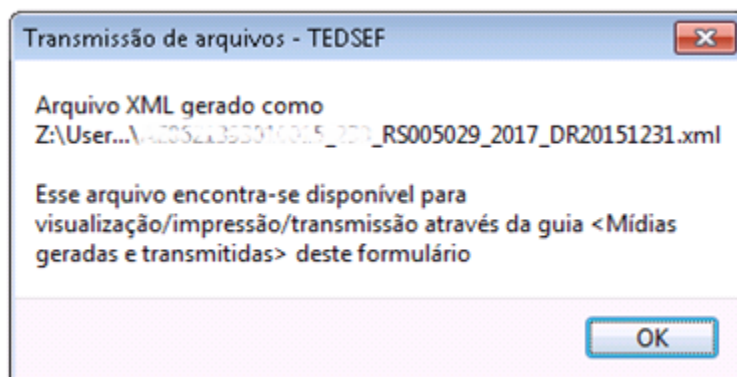 Transmissão de arquivos - TEDSEF
Arquivo XML gerado como
Z:\User...\ _RS005029_2017_DR20151231.xml
Esse arquivo encontra-se disponível para
visualização/impressão/transmissão através da guia <Mídias
geradas e transmitidas> deste formulário
OK